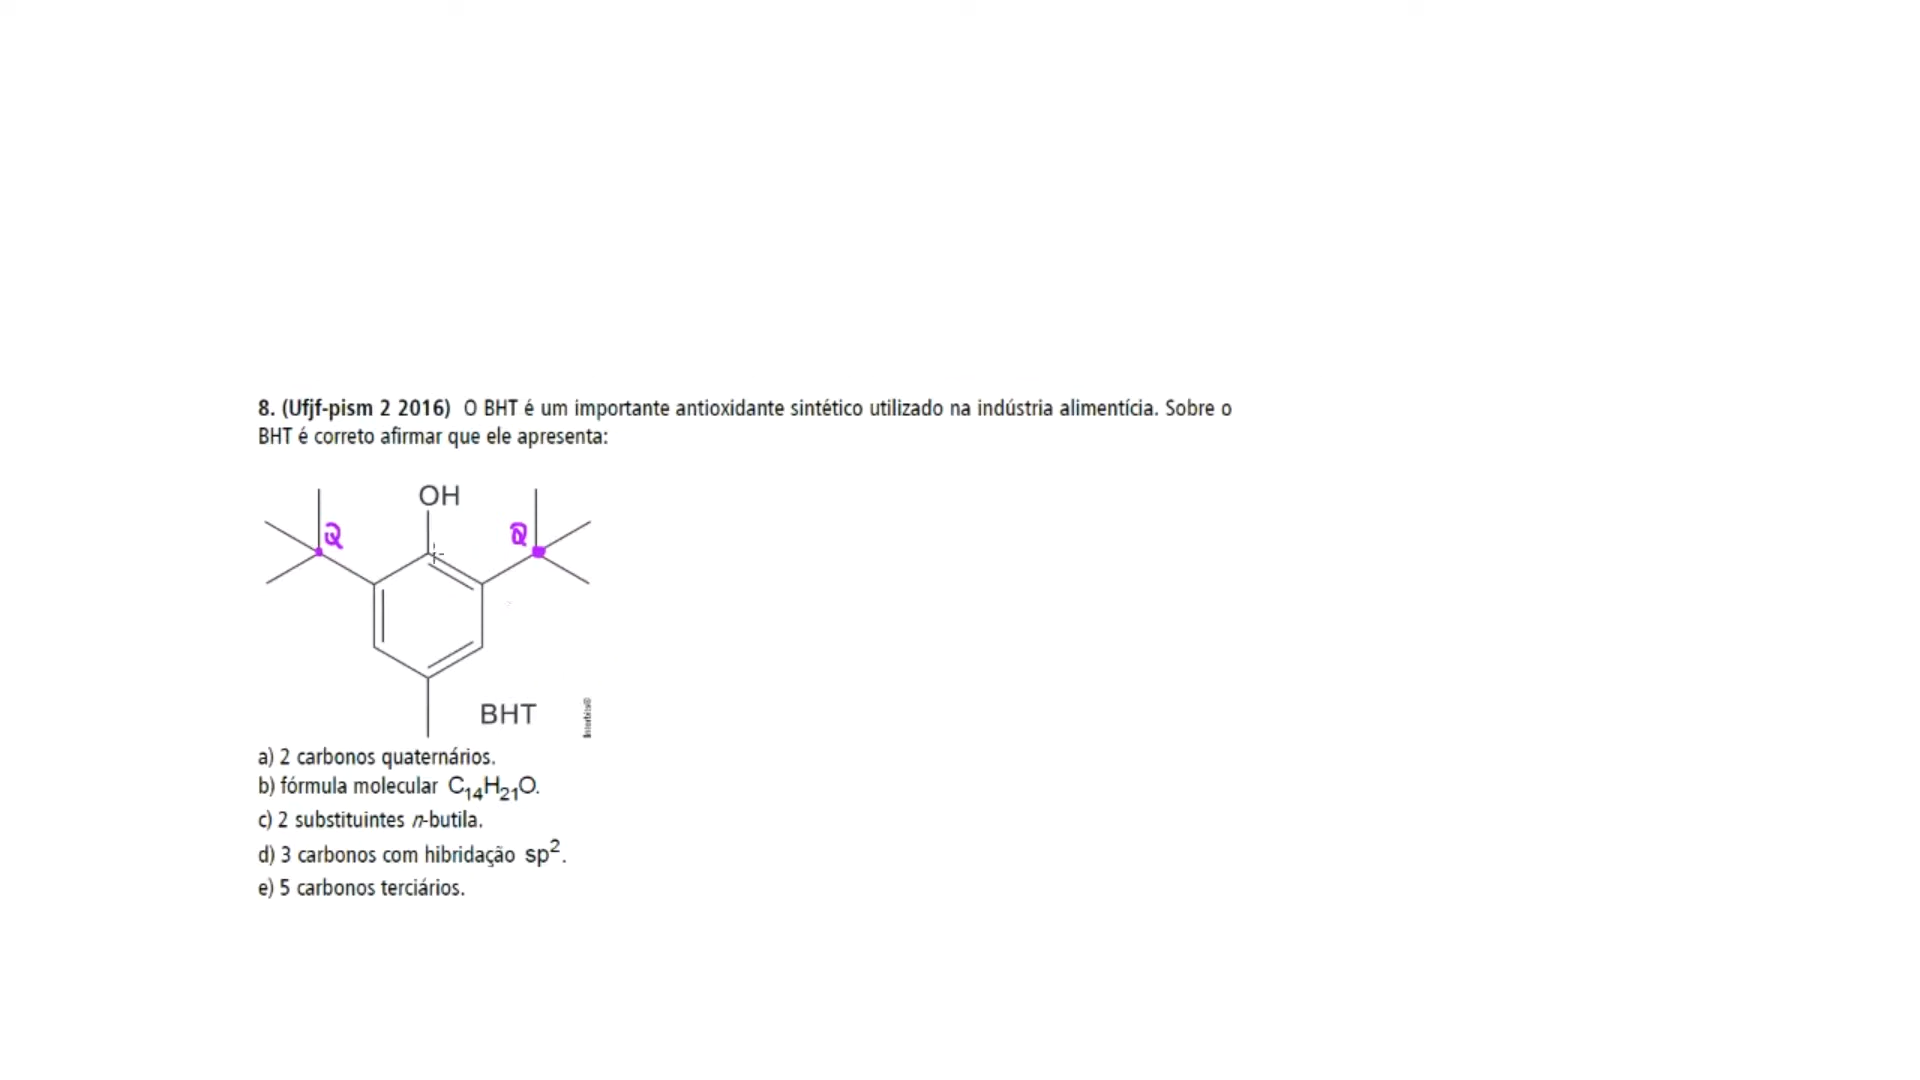 8. (Ufjf-pism 2 2016) O BHT é um importante antioxidante sintético utilizado na indústria alimentícia. Sobre o
BHT é correto afirmar que ele apresenta:
OH
Q
Q
BHT
a) 2 carbonos quaternários.
b) fórmula molecular C₁₄H₂₁O.
c) 2 substituintes n-butila.
d) 3 carbonos com hibridação sp².
e) 5 carbonos terciários.